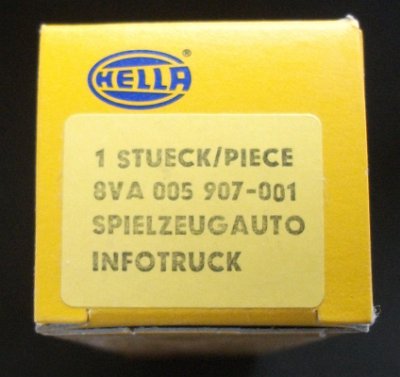 HELLA
1 STUECK/PIECE
8VA 005 907-001
SPIELZEUGAUTO
INFOTRUCK